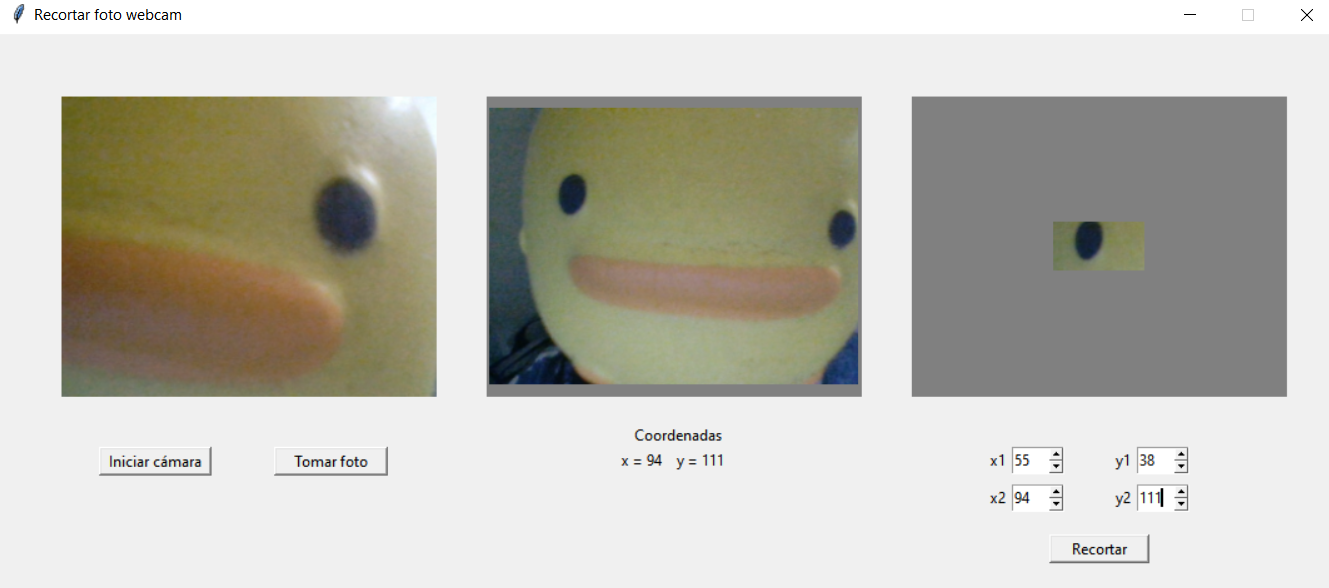 Recortar foto webcam
Coordenadas
Iniciar cámara
Tomar foto
x = 94 y = 111
x1 55 y1 38
x2 94 y2 111
Recortar